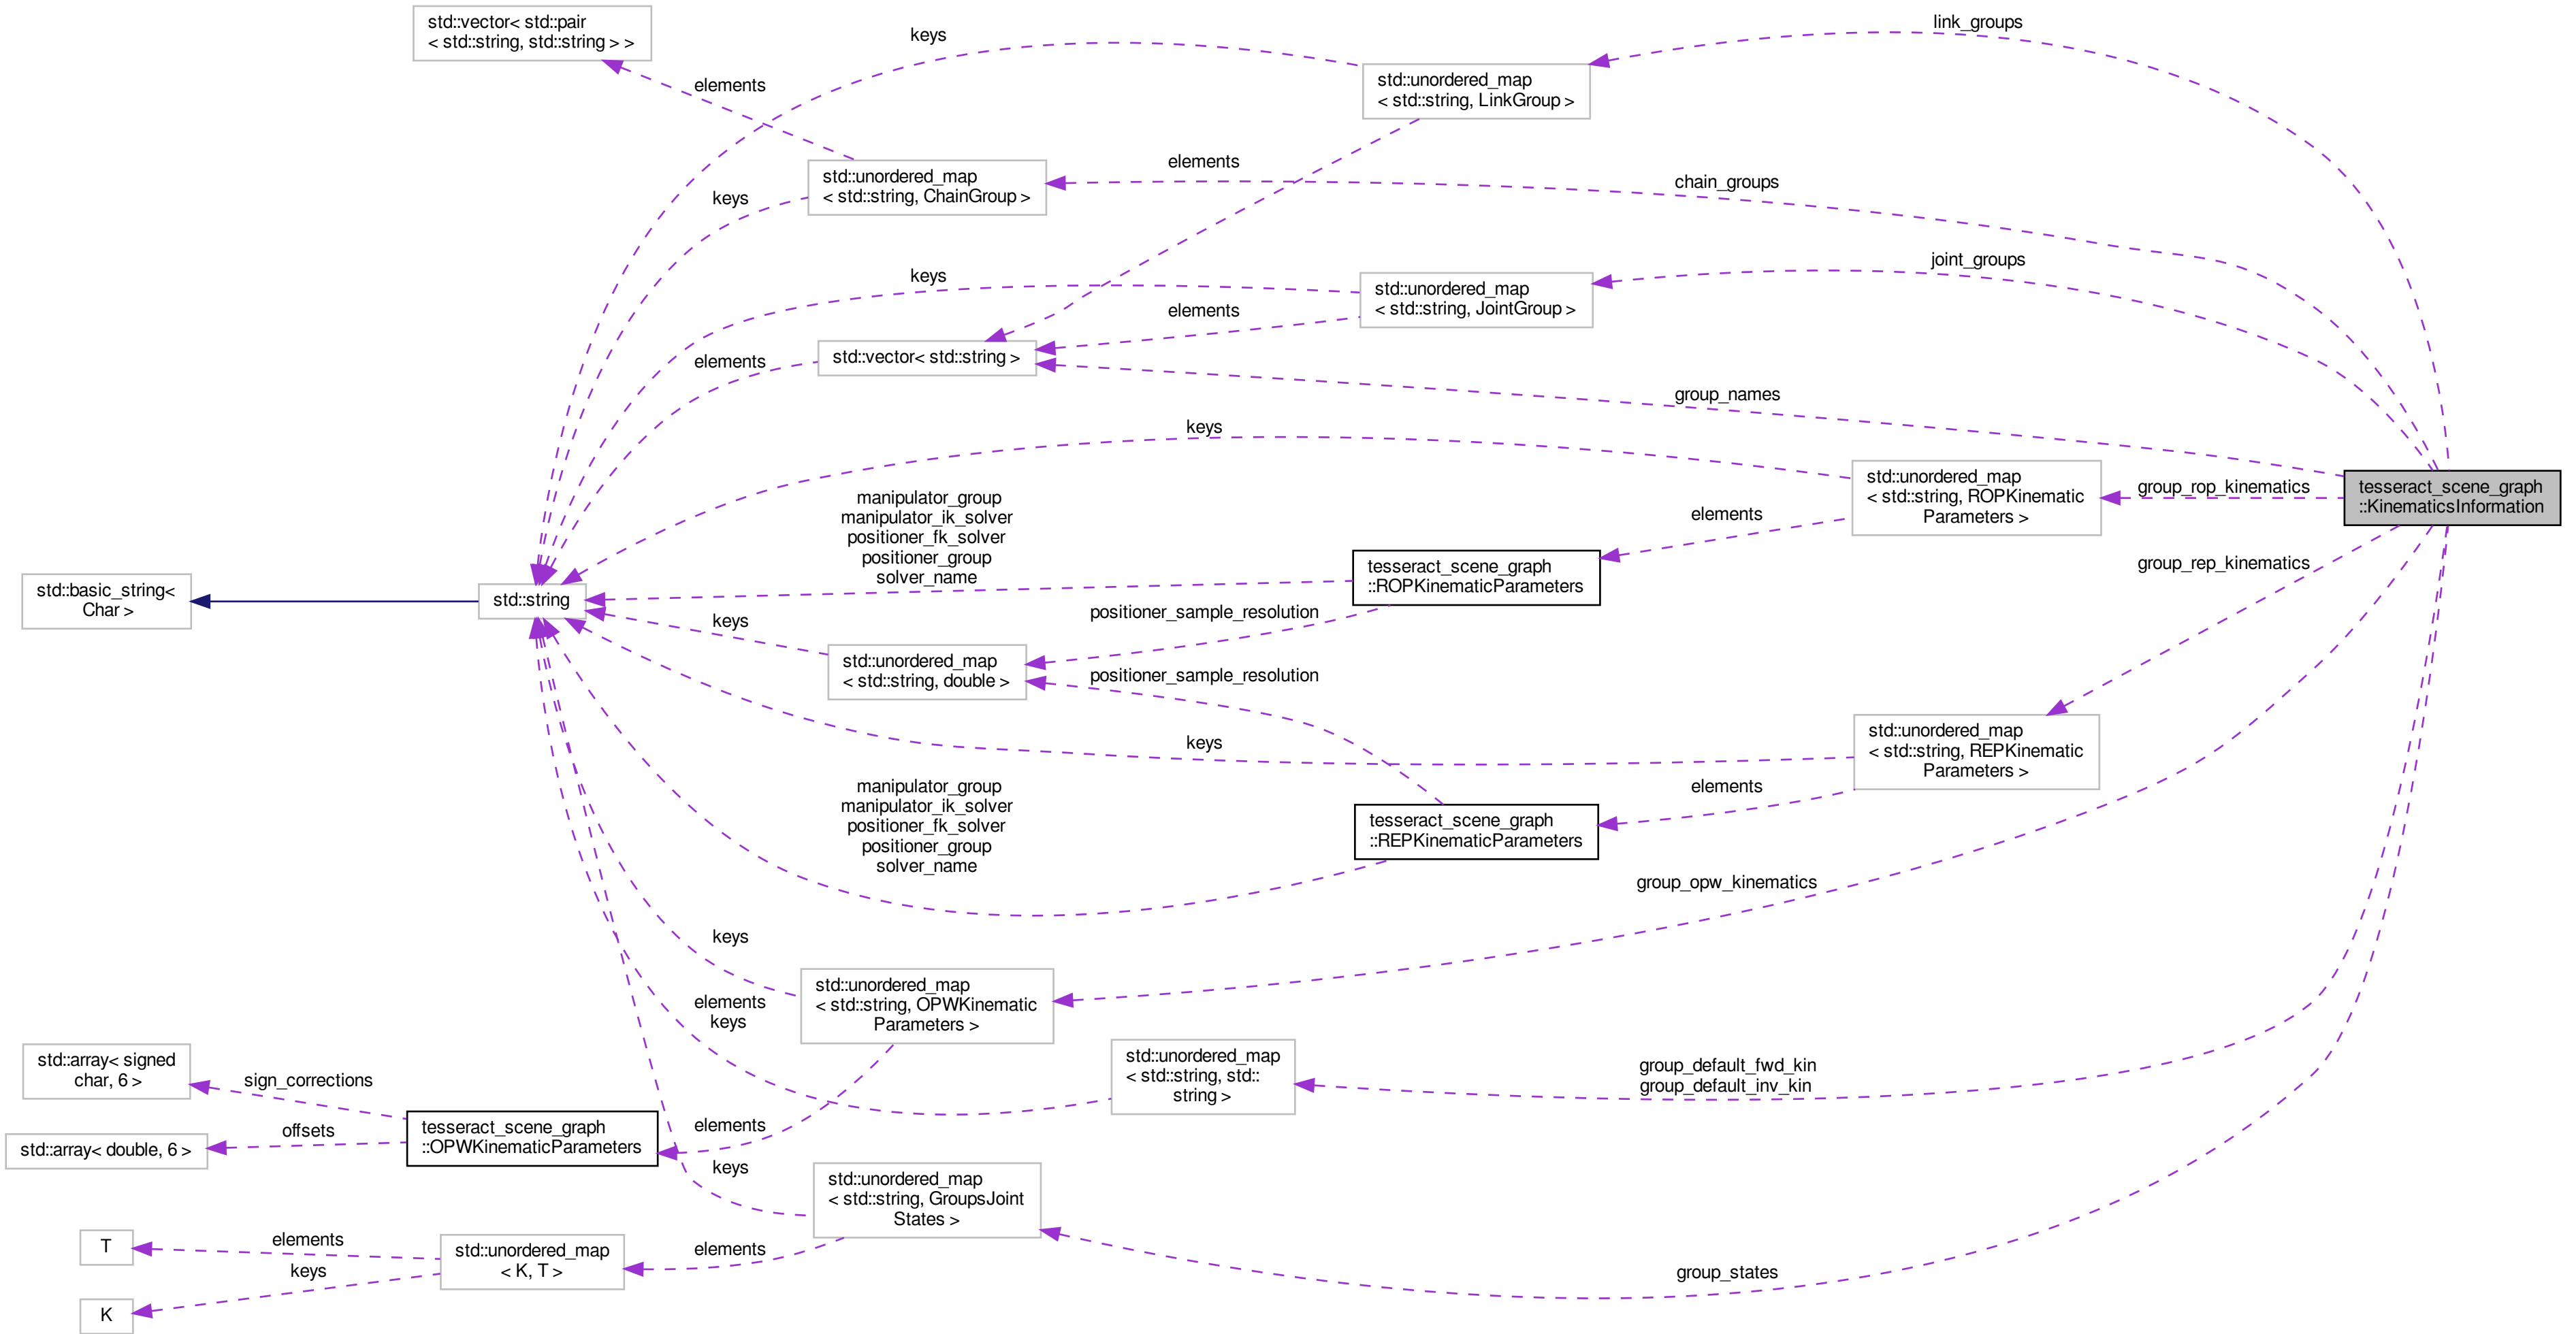 std::vector< std::pair
< std::string, std::string > >
keys
link_groups
elements
std::unordered_map
< std::string, LinkGroup >
std::unordered_map
< std::string, ChainGroup >
keys
elements
chain_groups
keys
std::unordered_map
< std::string, JointGroup >
joint_groups
elements
std::vector< std::string >
elements
group_names
keys
std::unordered_map
< std::string, ROPKinematic
Parameters >
group_rop_kinematics
tesseract_scene_graph
::KinematicsInformation
manipulator_group
manipulator_ik_solver
positioner_fk_solver
positioner_group
solver_name
elements
tesseract_scene_graph
::ROPKinematicParameters
group_rep_kinematics
std::basic_string<
Char >
std::string
positioner_sample_resolution
keys
std::unordered_map
< std::string, double >
positioner_sample_resolution
std::unordered_map
< std::string, REPKinematic
Parameters >
keys
elements
manipulator_group
manipulator_ik_solver
positioner_fk_solver
positioner_group
solver_name
tesseract_scene_graph
::REPKinematicParameters
group_opw_kinematics
keys
std::unordered_map
< std::string, OPWKinematic
Parameters >
elements
keys
std::unordered_map
< std::string, std::
string >
group_default_fwd_kin
group_default_inv_kin
std::array< signed
char, 6 >
sign_corrections
tesseract_scene_graph
::OPWKinematicParameters
elements
offsets
std::array< double, 6 >
keys
std::unordered_map
< std::string, GroupsJoint
States >
T
elements
std::unordered_map
< K, T >
elements
keys
K
group_states